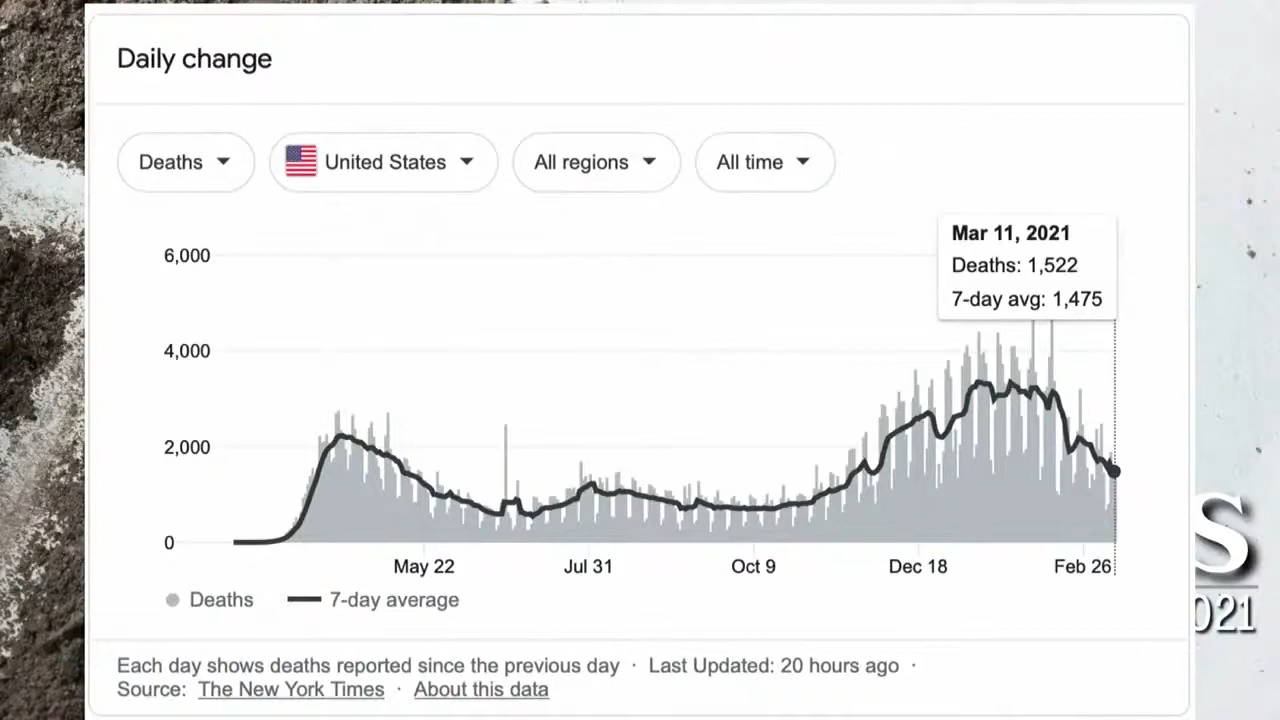 Daily change
Deaths United States All regions All time
Mar 11, 2021
Deaths: 1,522
7-day avg: 1,475
6,000
4,000
2,000
0
May 22 Jul 31 Oct 9 Dec 18 Feb 26
Deaths 7-day average
Each day shows deaths reported since the previous day · Last Updated: 20 hours ago ·
Source: The New York Times · About this data
S
021